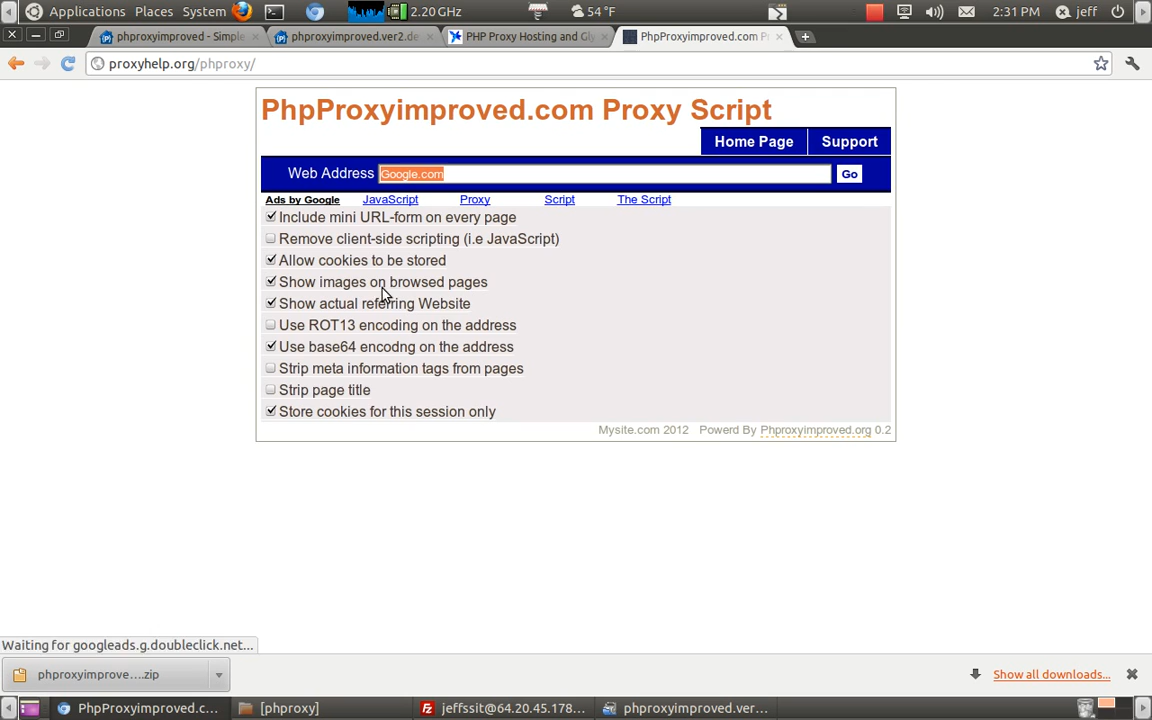 Applications Places System 2.20 GHz 54 °F 2:31 PM jeff
phproxyimproved - Simple phproxyimproved.ver2.de PHP Proxy Hosting and Gly PhpProxyimproved.com Pr
proxyhelp.org/phproxy/
PhpProxyimproved.com Proxy Script
Home Page Support
Web Address Google.com Go
Ads by Google JavaScript Proxy Script The Script
Include mini URL-form on every page
Remove client-side scripting (i.e JavaScript)
Allow cookies to be stored
Show images on browsed pages
Show actual referring Website
Use ROT13 encoding on the address
Use base64 encodng on the address
Strip meta information tags from pages
Strip page title
Store cookies for this session only
Mysite.com 2012 Powerd By Phproxyimproved.org 0.2
Waiting for googleads.g.doubleclick.net...
phproxyimprove....zip Show all downloads...
PhpProxyimproved.c... [phproxy] jeffssit@64.20.45.178... phproxyimproved.ver...